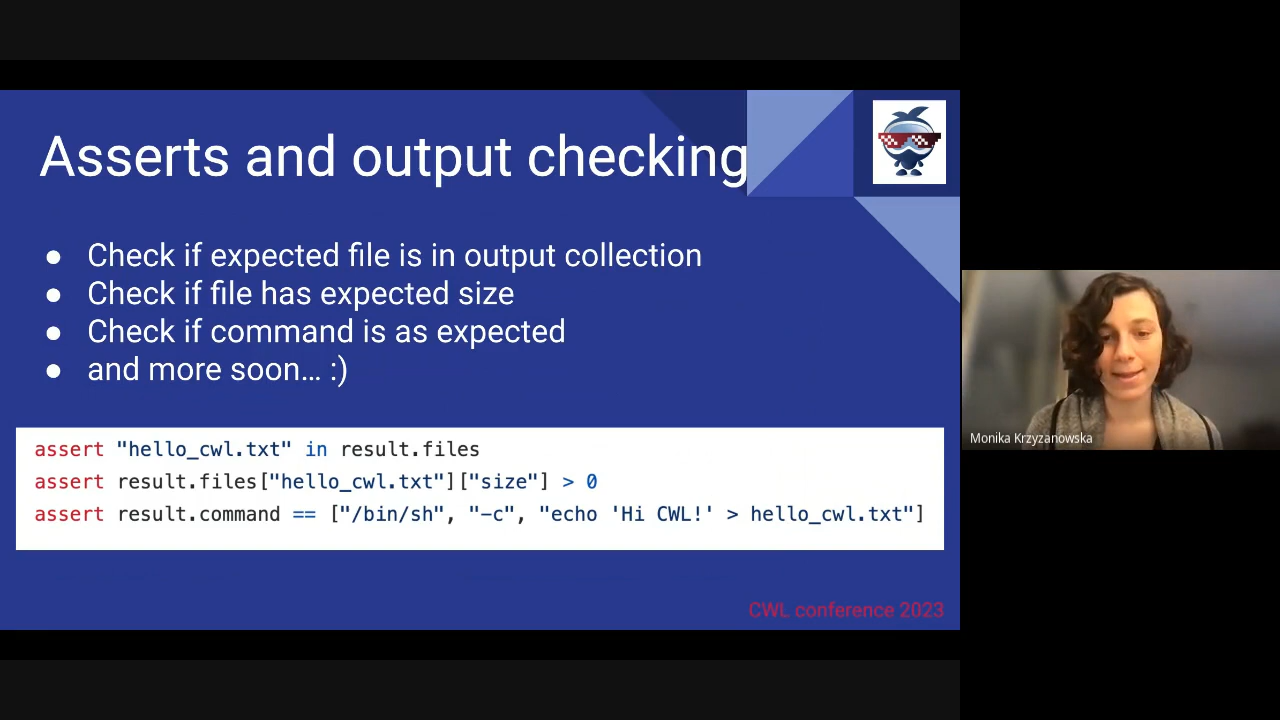 Asserts and output checking
● Check if expected file is in output collection
● Check if file has expected size
● Check if command is as expected
● and more soon… :)
assert "hello_cwl.txt" in result.files
assert result.files["hello_cwl.txt"]["size"] > 0
assert result.command == ["/bin/sh", "-c", "echo 'Hi CWL!' > hello_cwl.txt"]
CWL conference 2023
Monika Krzyzanowska